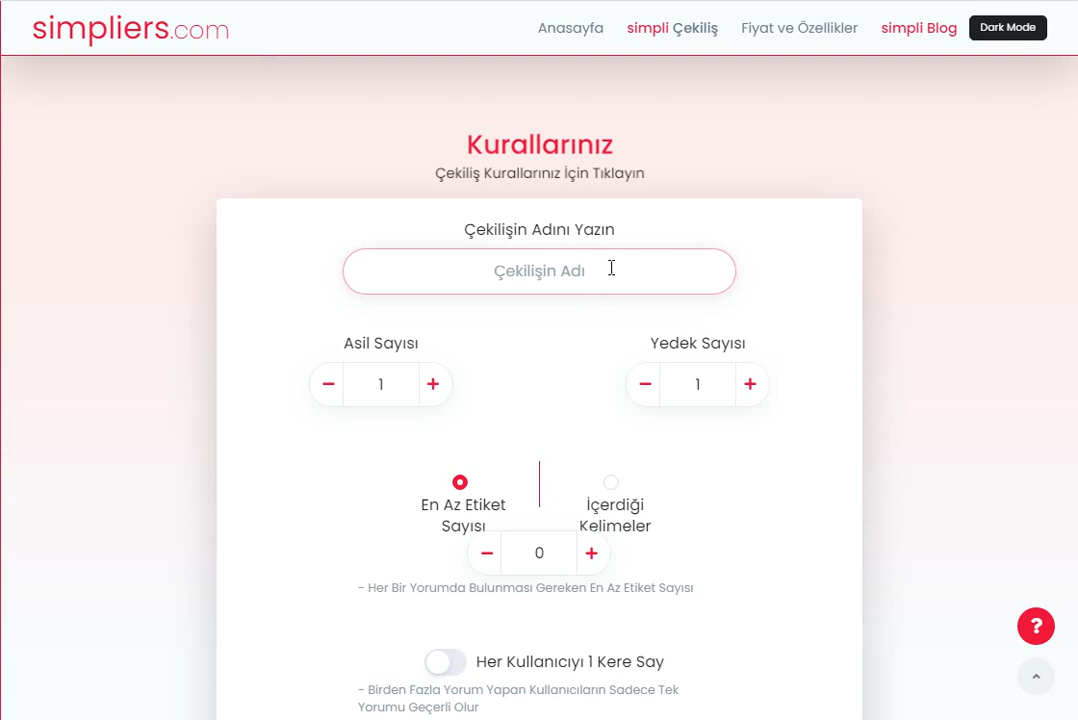 simpliers.com
Anasayfa simpli Çekiliş Fiyat ve Özellikler simpli Blog Dark Mode
Kurallarınız
Çekiliş Kurallarınız İçin Tıklayın
Çekilişin Adını Yazın
Çekilişin Adı
Asil Sayısı Yedek Sayısı
− 1 + − 1 +
En Az Etiket Sayısı
İçerdiği Kelimeler
− 0 +
- Her Bir Yorumda Bulunması Gereken En Az Etiket Sayısı
Her Kullanıcıyı 1 Kere Say
- Birden Fazla Yorum Yapan Kullanıcıların Sadece Tek
Yorumu Geçerli Olur
?